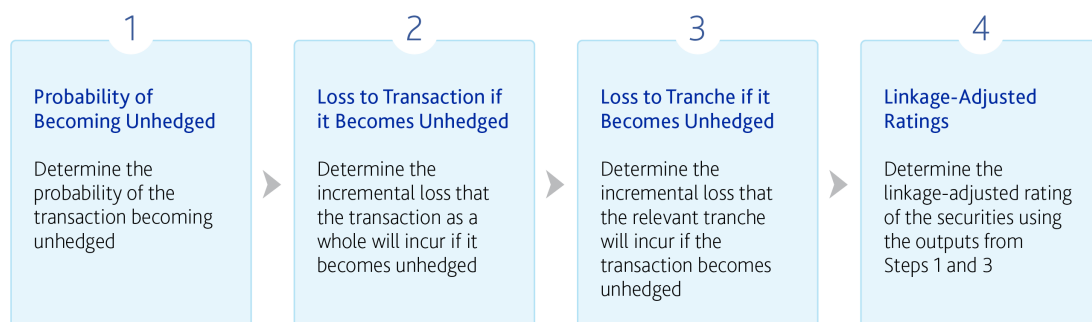 1
Probability of
Becoming Unhedged
Determine the
probability of the
transaction becoming
unhedged
2
Loss to Transaction if
it Becomes Unhedged
Determine the
incremental loss that
the transaction as a
whole will incur if it
becomes unhedged
3
Loss to Tranche if it
Becomes Unhedged
Determine the
incremental loss that
the relevant tranche
will incur if the
transaction becomes
unhedged
4
Linkage-Adjusted
Ratings
Determine the
linkage-adjusted rating
of the securities using
the outputs from
Steps 1 and 3